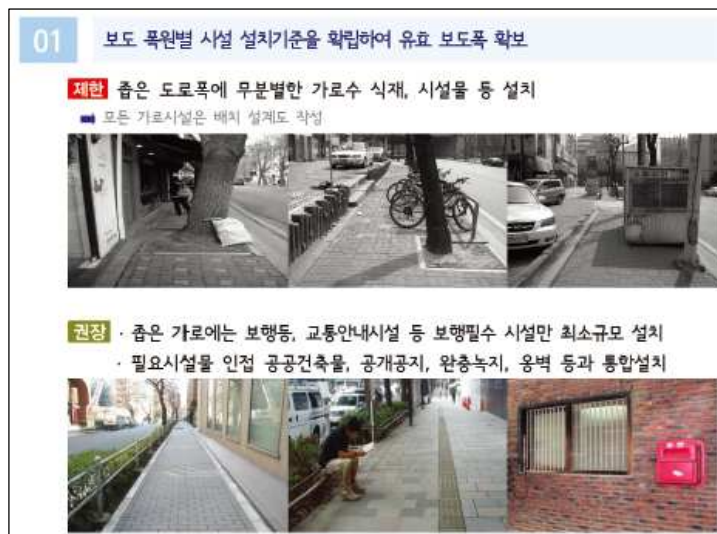 01 보도 폭원별 시설 설치기준을 확립하여 유효 보도폭 확보
제한 좁은 도로폭에 무분별한 가로수 식재, 시설물 등 설치
모든 가로시설은 배치 설계도 작성
권장 · 좁은 가로에는 보행등, 교통안내시설 등 보행필수 시설만 최소규모 설치
· 필요시설물 인접 공공건축물, 공개공지, 완충녹지, 옹벽 등과 통합설치